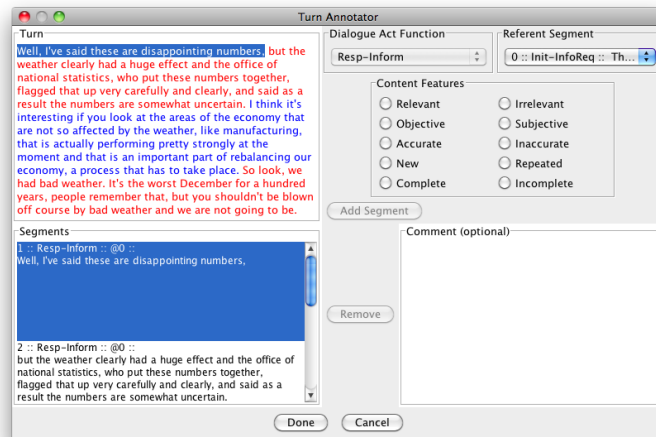 Turn Annotator
Turn
Well, I've said these are disappointing numbers, but the
weather clearly had a huge effect and the office of
national statistics, who put these numbers together,
flagged that up very carefully and clearly, and said as a
result the numbers are somewhat uncertain. I think it's
interesting if you look at the areas of the economy that
are not so affected by the weather, like manufacturing,
that is actually performing pretty strongly at the
moment and that is an important part of rebalancing our
economy, a process that has to take place. So look, we
had bad weather. It's the worst December for a hundred
years, people remember that, but you shouldn't be blown
off course by bad weather and we are not going to be.
Dialogue Act Function
Resp-Inform
Referent Segment
0 :: Init-InfoReq :: Th...
Content Features
Relevant
Irrelevant
Objective
Subjective
Accurate
Inaccurate
New
Repeated
Complete
Incomplete
Add Segment
Segments
1 :: Resp-Inform :: @0 ::
Well, I've said these are disappointing numbers,
2 :: Resp-Inform :: @0 ::
but the weather clearly had a huge effect and the office of
national statistics, who put these numbers together,
flagged that up very carefully and clearly, and said as a
result the numbers are somewhat uncertain.
Remove
Comment (optional)
Done
Cancel